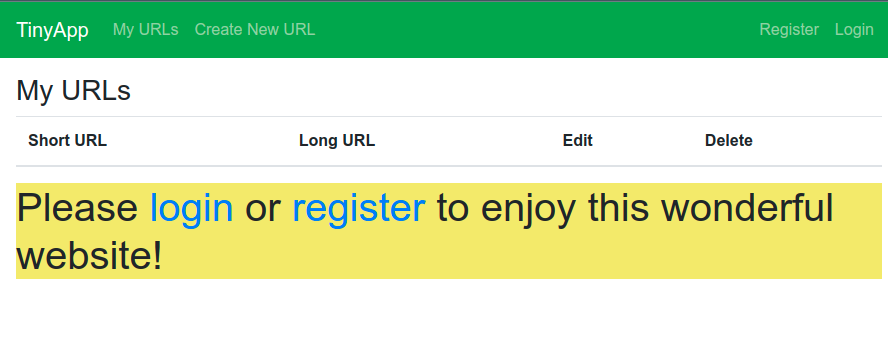 TinyApp My URLs Create New URL Register Login
My URLs
Short URL Long URL Edit Delete
Please login or register to enjoy this wonderful
website!